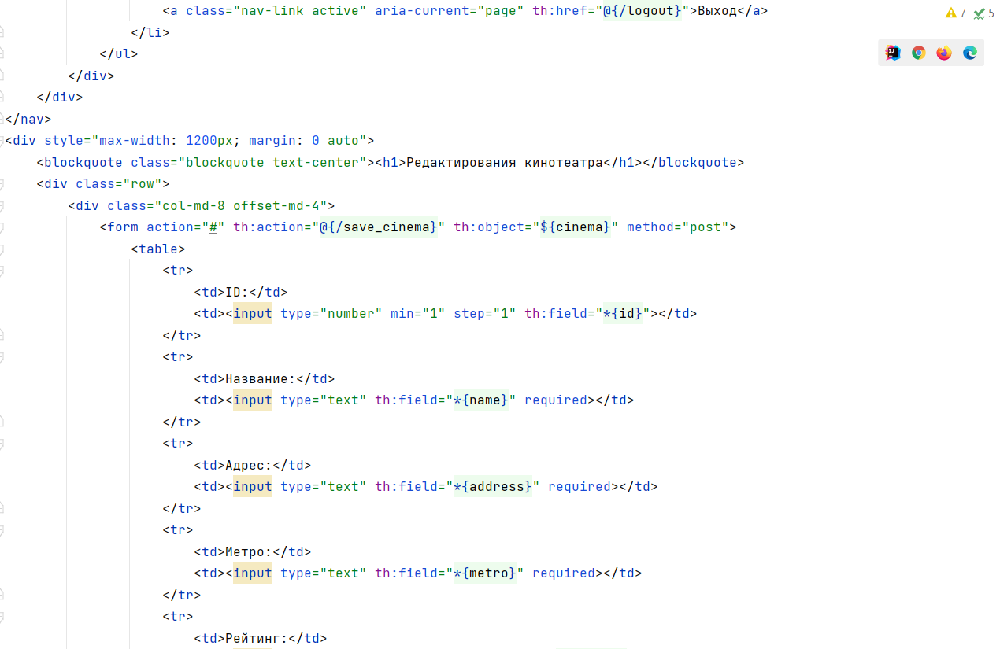 <a class="nav-link active" aria-current="page" th:href="@{/logout}">Выход</a>
7 5
</li>
</ul>
</div>
</div>
</nav>
<div style="max-width: 1200px; margin: 0 auto">
<blockquote class="blockquote text-center"><h1>Редактирования кинотеатра</h1></blockquote>
<div class="row">
<div class="col-md-8 offset-md-4">
<form action="#" th:action="@{/save_cinema}" th:object="${cinema}" method="post">
<table>
<tr>
<td>ID:</td>
<td><input type="number" min="1" step="1" th:field="*{id}"></td>
</tr>
<tr>
<td>Название:</td>
<td><input type="text" th:field="*{name}" required></td>
</tr>
<tr>
<td>Адрес:</td>
<td><input type="text" th:field="*{address}" required></td>
</tr>
<tr>
<td>Метро:</td>
<td><input type="text" th:field="*{metro}" required></td>
</tr>
<tr>
<td>Рейтинг:</td>